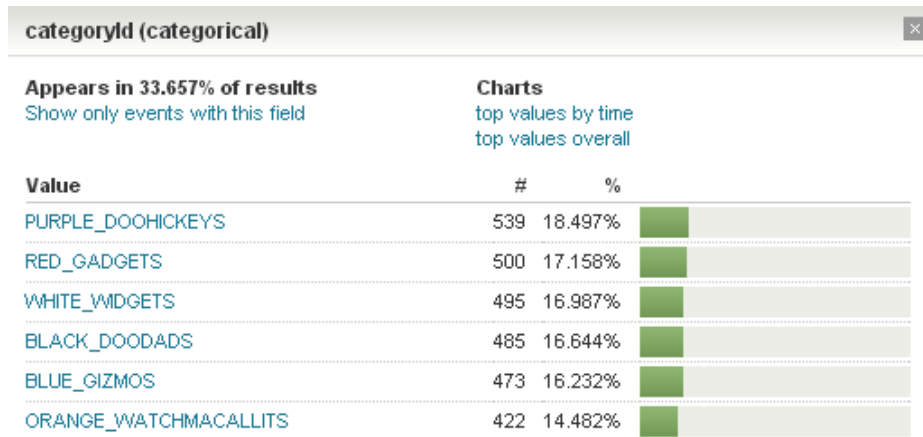 categoryId (categorical)
Appears in 33.657% of results
Show only events with this field
Charts
top values by time
top values overall
Value # %
PURPLE_DOOHICKEYS 539 18.497%
RED_GADGETS 500 17.158%
WHITE_WIDGETS 495 16.987%
BLACK_DOODADS 485 16.644%
BLUE_GIZMOS 473 16.232%
ORANGE_WATCHMACALLITS 422 14.482%